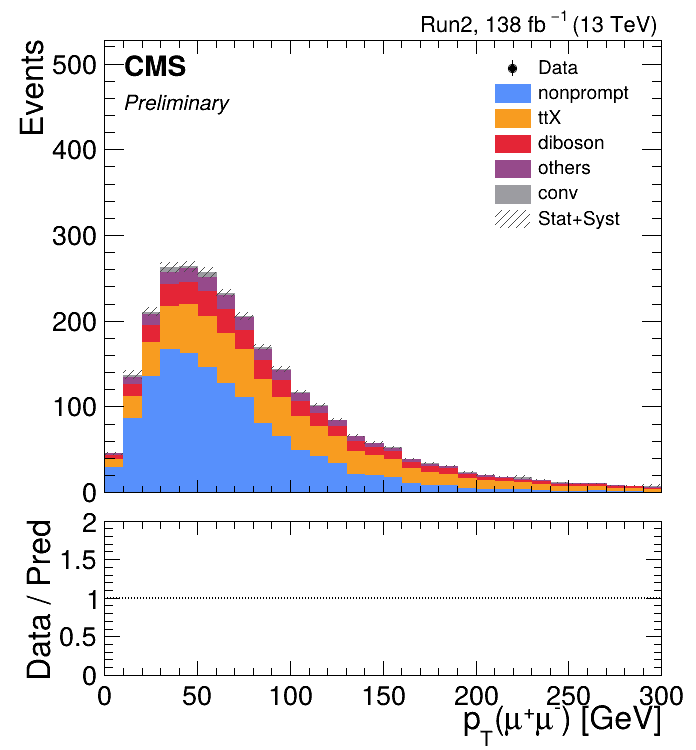 Run2, 138 fb⁻¹ (13 TeV)
CMS
Preliminary
Data
nonprompt
ttX
diboson
others
conv
Stat+Syst
Events
500
400
300
200
100
0
Data / Pred
2
1.5
1
0.5
0
0 50 100 150 200 250 300
p_T(μ⁺μ⁻) [GeV]